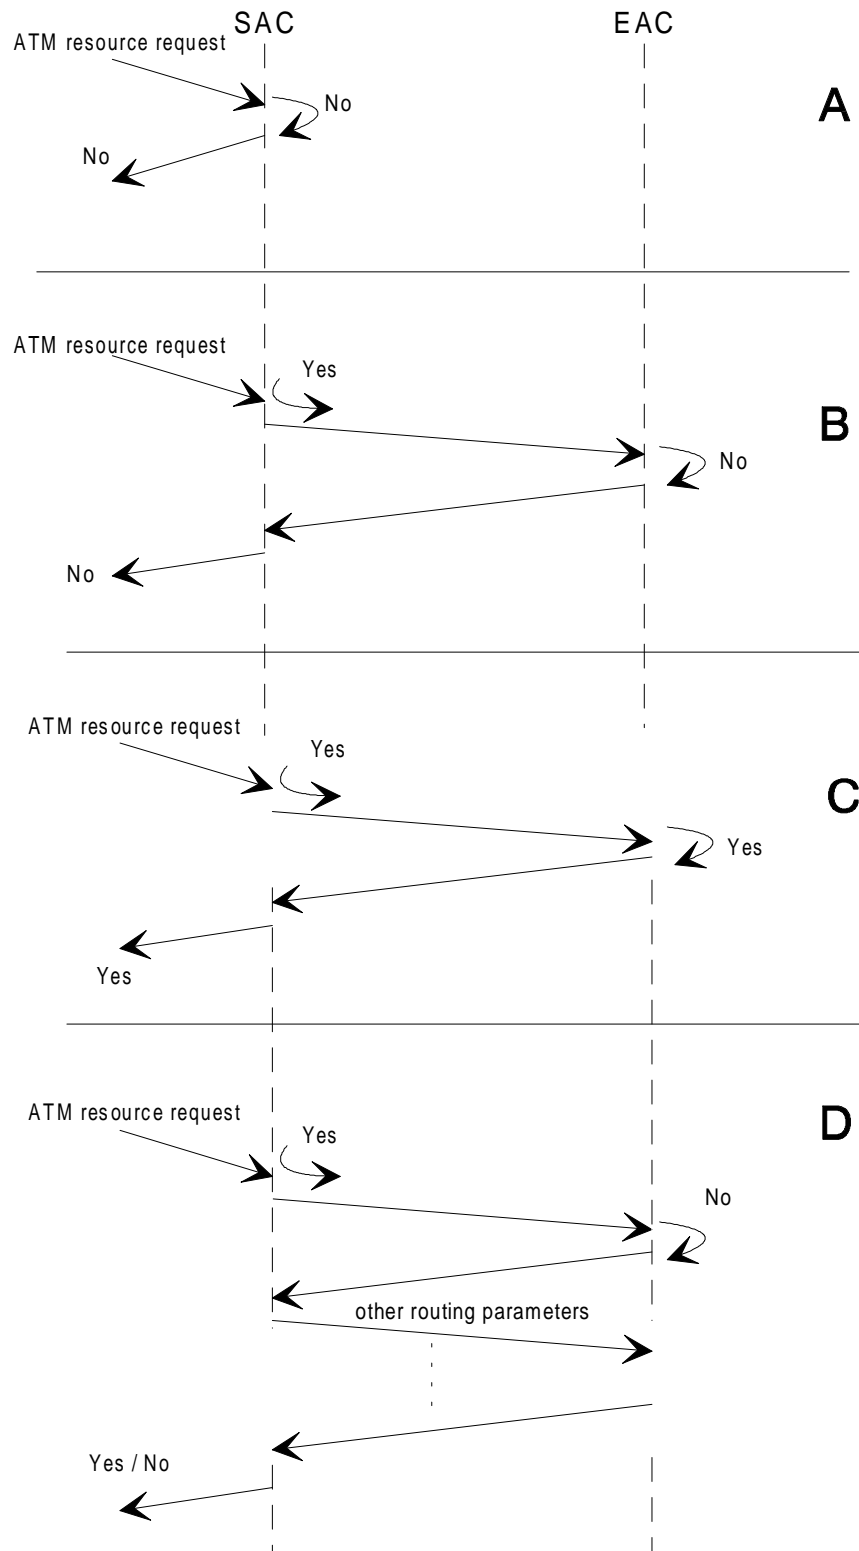 SAC EAC
ATM resource request
No
A
No
ATM resource request
Yes
B
No
No
ATM resource request
Yes
C
Yes
Yes
ATM resource request
D
Yes
No
other routing parameters
Yes / No